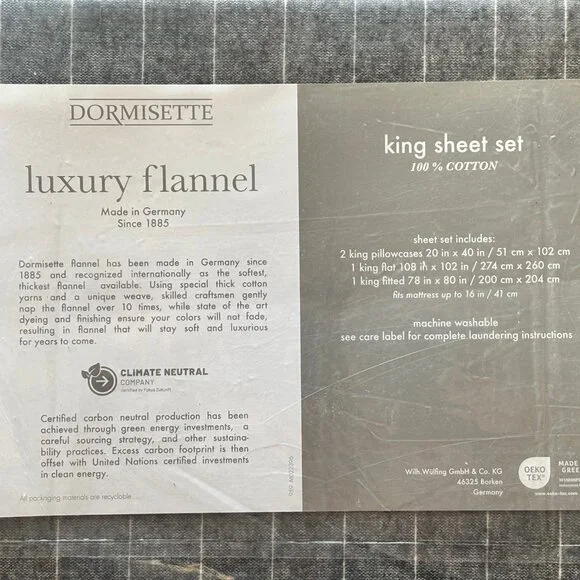 DORMISETTE
luxury flannel
Made in Germany
Since 1885
Dormisette flannel has been made in Germany since
1885 and recognized internationally as the softest,
thickest flannel available. Using special thick cotton
yarns and a unique weave, skilled craftsmen gently
nap the flannel over 10 times, while state of the art
dyeing and finishing ensure your colors will not fade,
resulting in flannel that will stay soft and luxurious
for years to come.
CLIMATE NEUTRAL
COMPANY
certified by Fokus Zukunft
Certified carbon neutral production has been
achieved through green energy investments, a
careful sourcing strategy, and other sustaina-
bility practices. Excess carbon footprint is then
offset with United Nations certified investments
in clean energy.
All packaging materials are recyclable
king sheet set
100 % COTTON
sheet set includes:
2 king pillowcases 20 in x 40 in / 51 cm x 102 cm
1 king flat 108 in x 102 in / 274 cm x 260 cm
1 king fitted 78 in x 80 in / 200 cm x 204 cm
fits mattress up to 16 in / 41 cm
machine washable
see care label for complete laundering instructions
Wilh.Wülfing GmbH & Co. KG
46325 Borken
Germany
OEKO
TEX®
MADE
GREE
www.oeko-tex.com